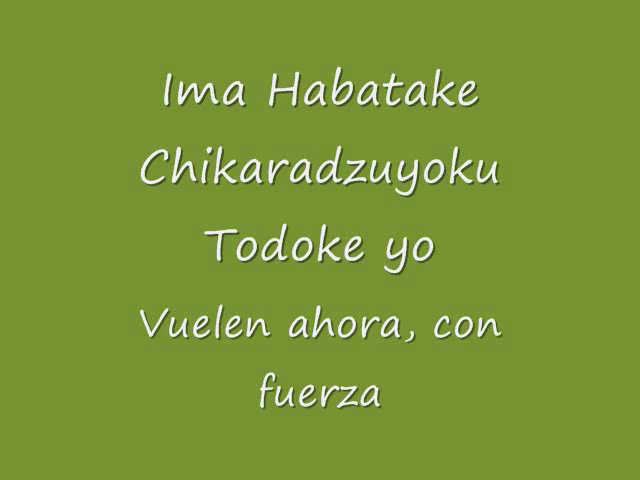 Ima Habatake
Chikaradzuyoku
Todoke yo
Vuelen ahora, con
fuerza